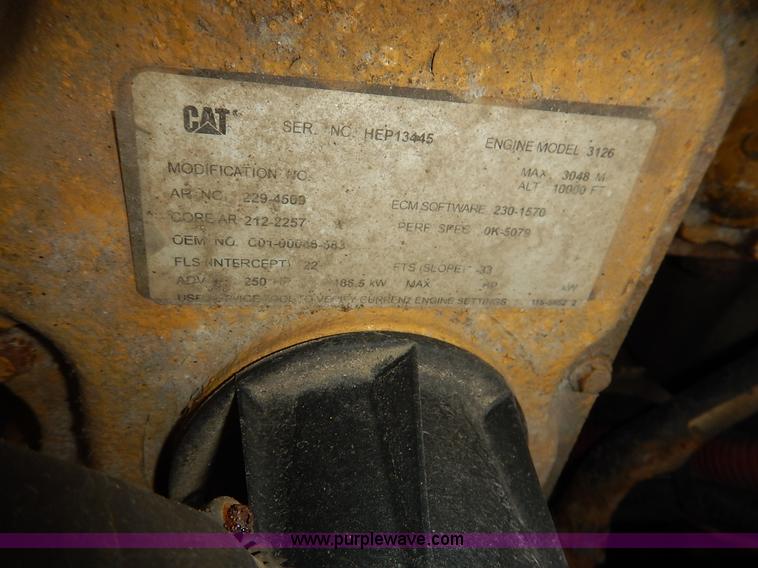 CAT SER. NO. HEP13445 ENGINE MODEL 3126
MODIFICATION NO. MAX 3048 M
ALT 10000 FT
AR NO. 229-4569 ECM SOFTWARE 230-1570
CORE AR 212-2257 PERF SPEC 0K-5079
OEM NO.
FLS (INTERCEPT) 22 FTS (SLOPE) -33
ADV 250 HP 186.5 kW MAX HP kW
USE SERVICE TOOL TO VERIFY CURRENT ENGINE SETTINGS
www.purplewave.com